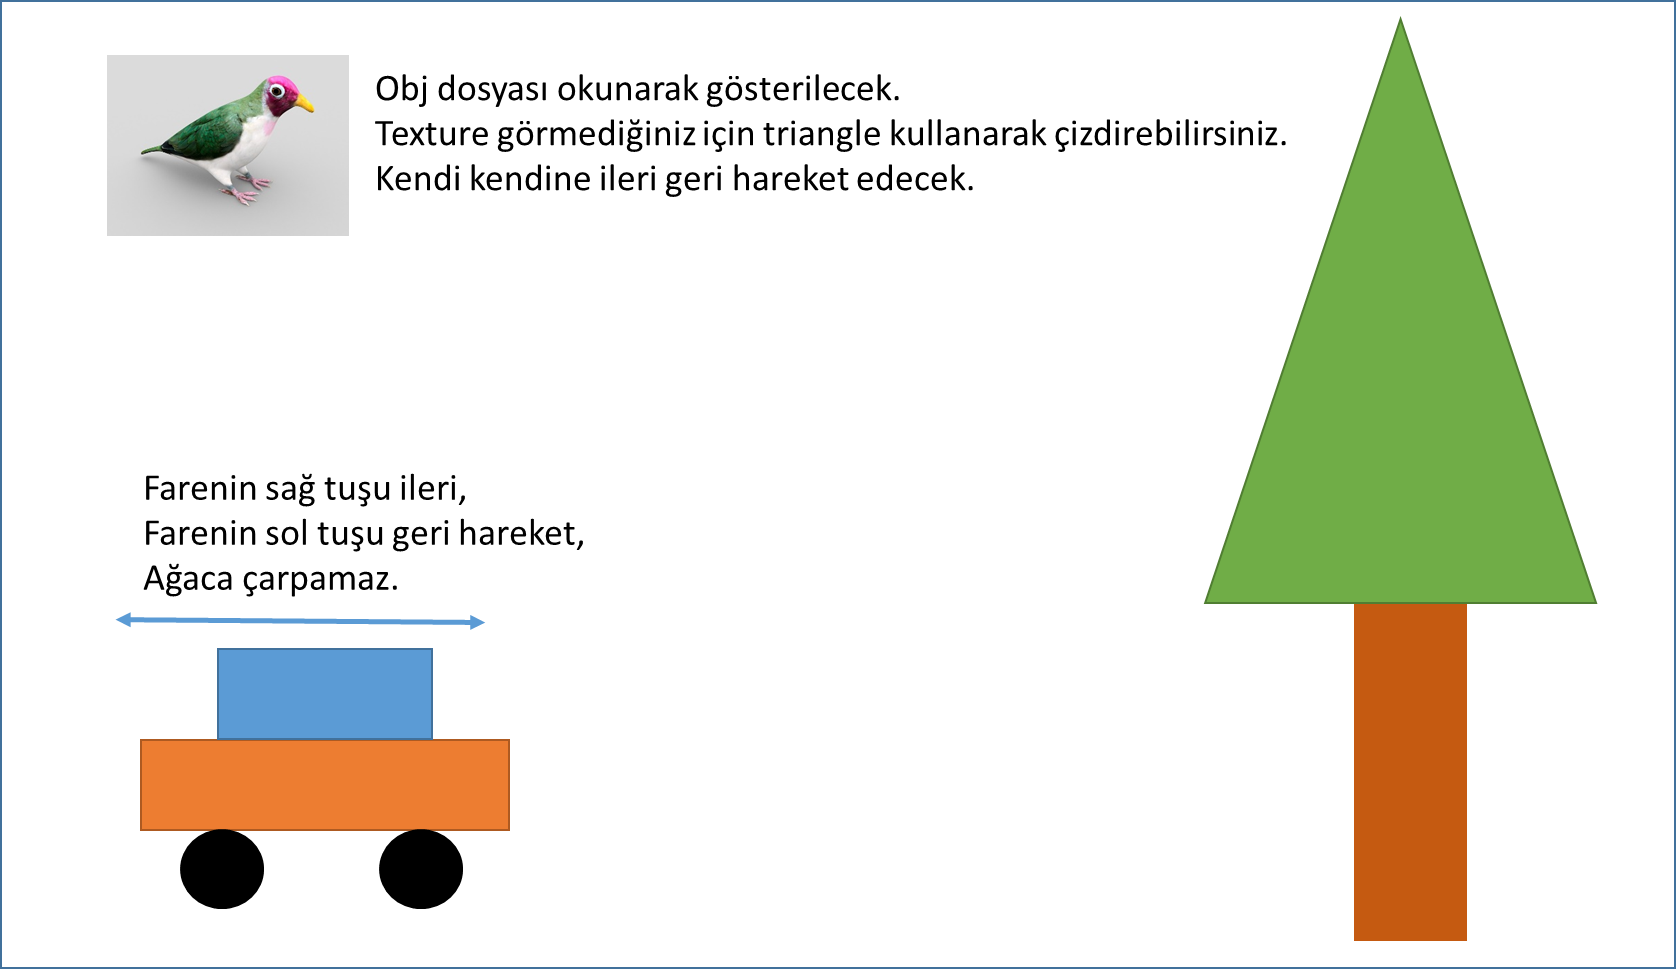 Obj dosyası okunarak gösterilecek.
Texture görmediğiniz için triangle kullanarak çizdirebilirsiniz.
Kendi kendine ileri geri hareket edecek.
Farenin sağ tuşu ileri,
Farenin sol tuşu geri hareket,
Ağaca çarpamaz.